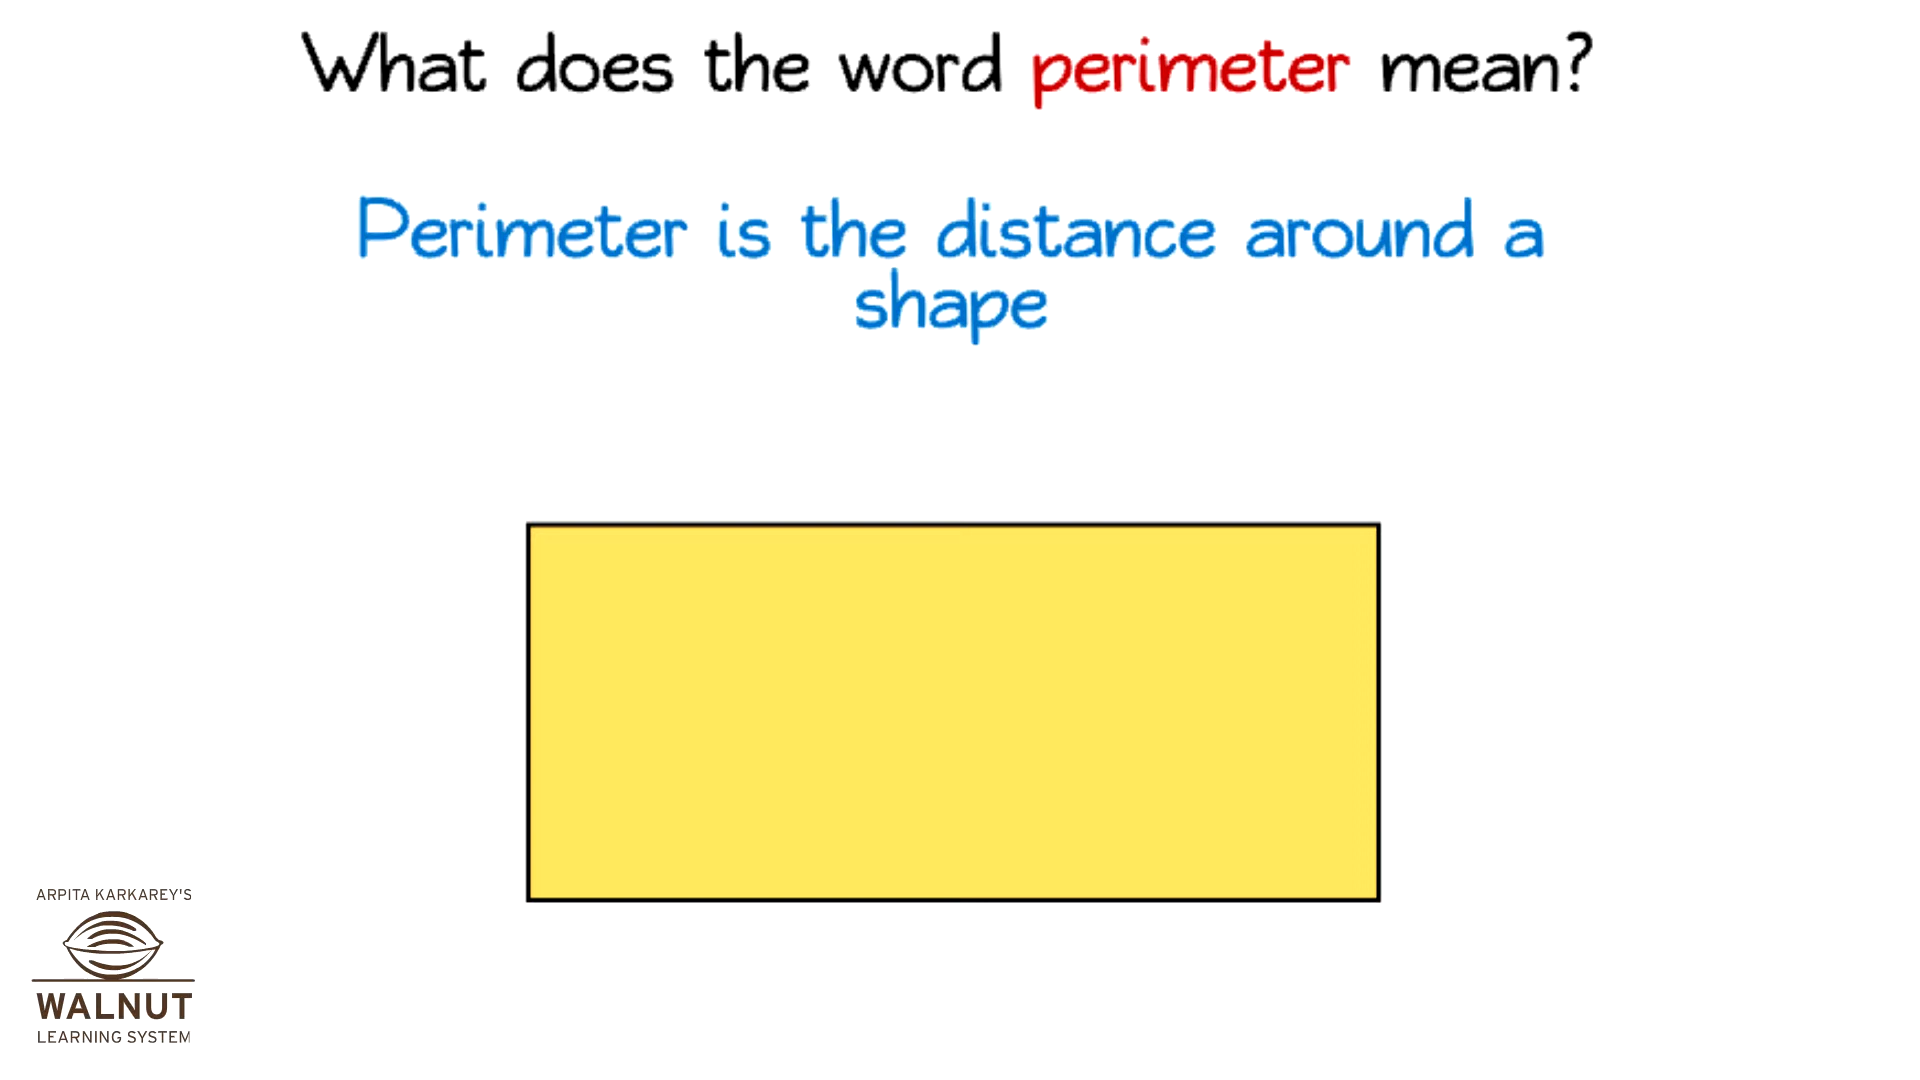 What does the word perimeter mean?
Perimeter is the distance around a
shape
ARPITA KARKAREY'S
WALNUT
LEARNING SYSTEM